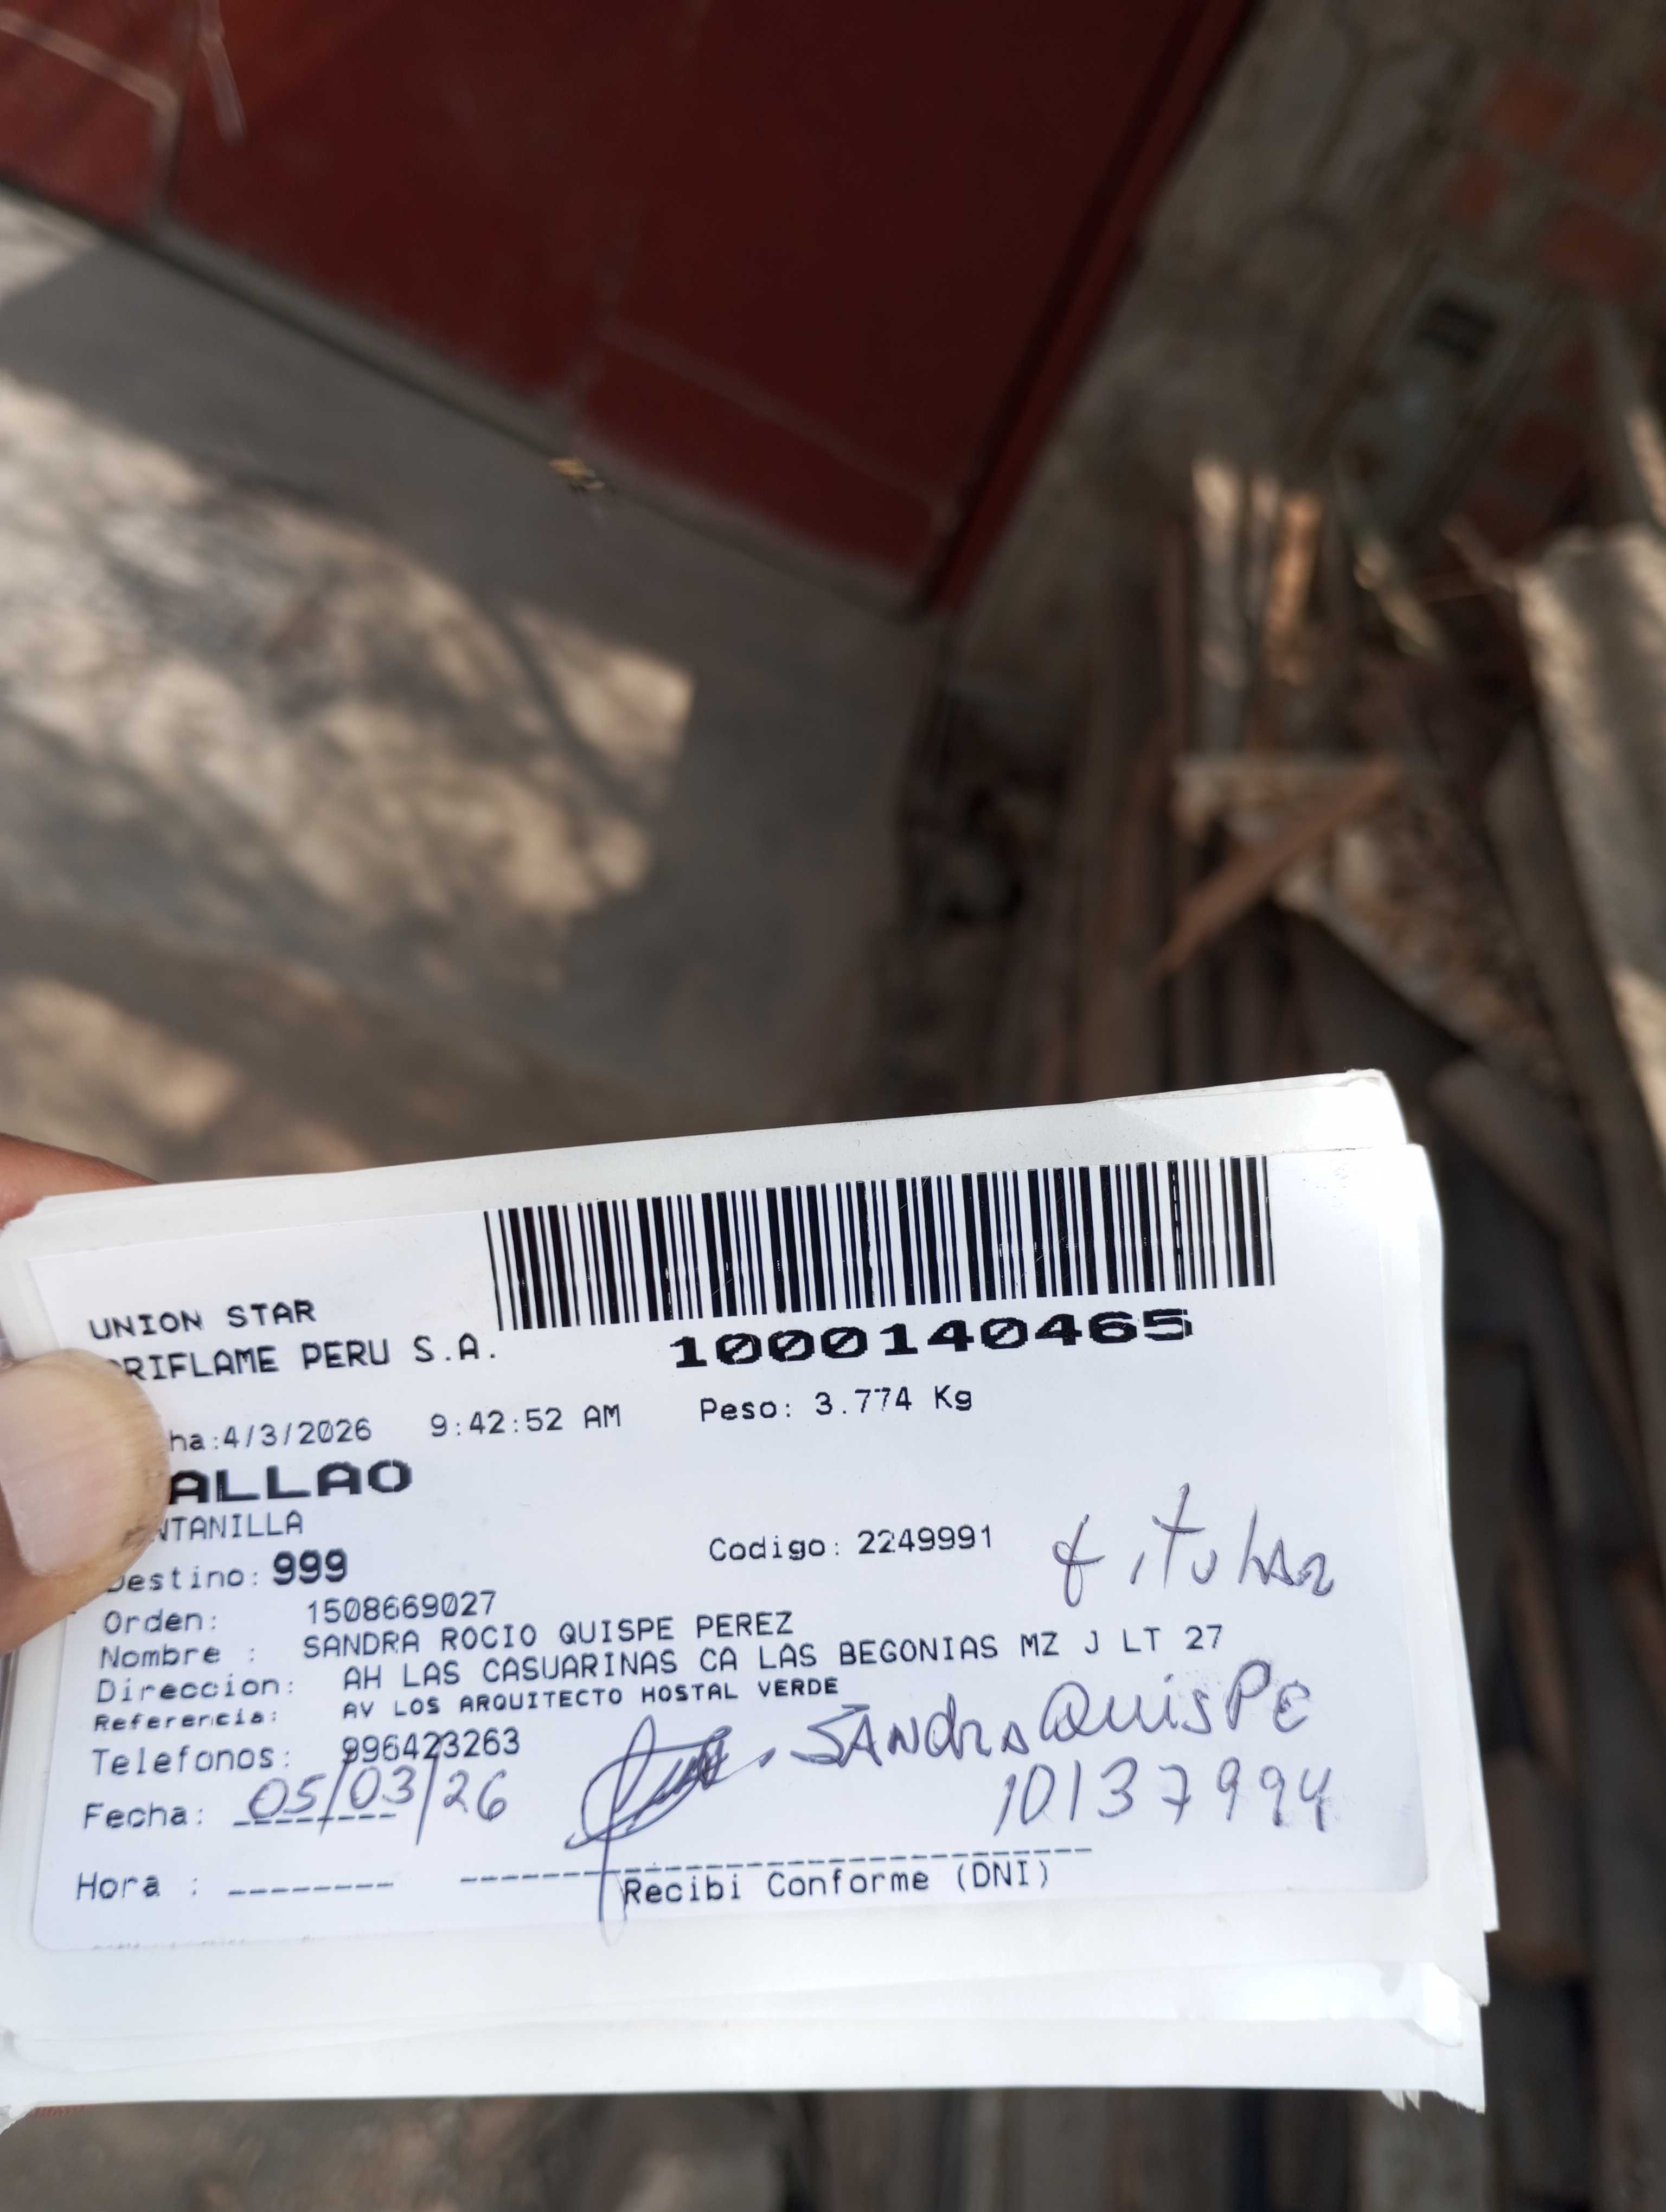 UNION STAR
RIFLAME PERU S.A.
1000140465
ha:4/3/2026 9:42:52 AM Peso: 3.774 Kg
ALLAO
NTANILLA
Codigo: 2249991
titular
Destino: 999
Orden: 1508669027
Nombre : SANDRA ROCIO QUISPE PEREZ
Direccion: AH LAS CASUARINAS CA LAS BEGONIAS MZ J LT 27
Referencia: AV LOS ARQUITECTO HOSTAL VERDE
Telefonos: 996423263
SANdRA QuisPe
Fecha: 05/03/26
10137994
Hora :
Recibi Conforme (DNI)